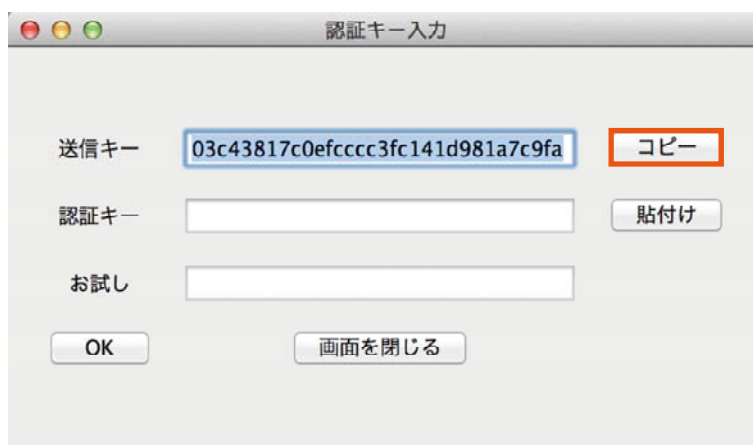 認証キー入力
送信キー 03c43817c0efcccc3fc141d981a7c9fa コピー
認証キー 貼付け
お試し
OK 画面を閉じる